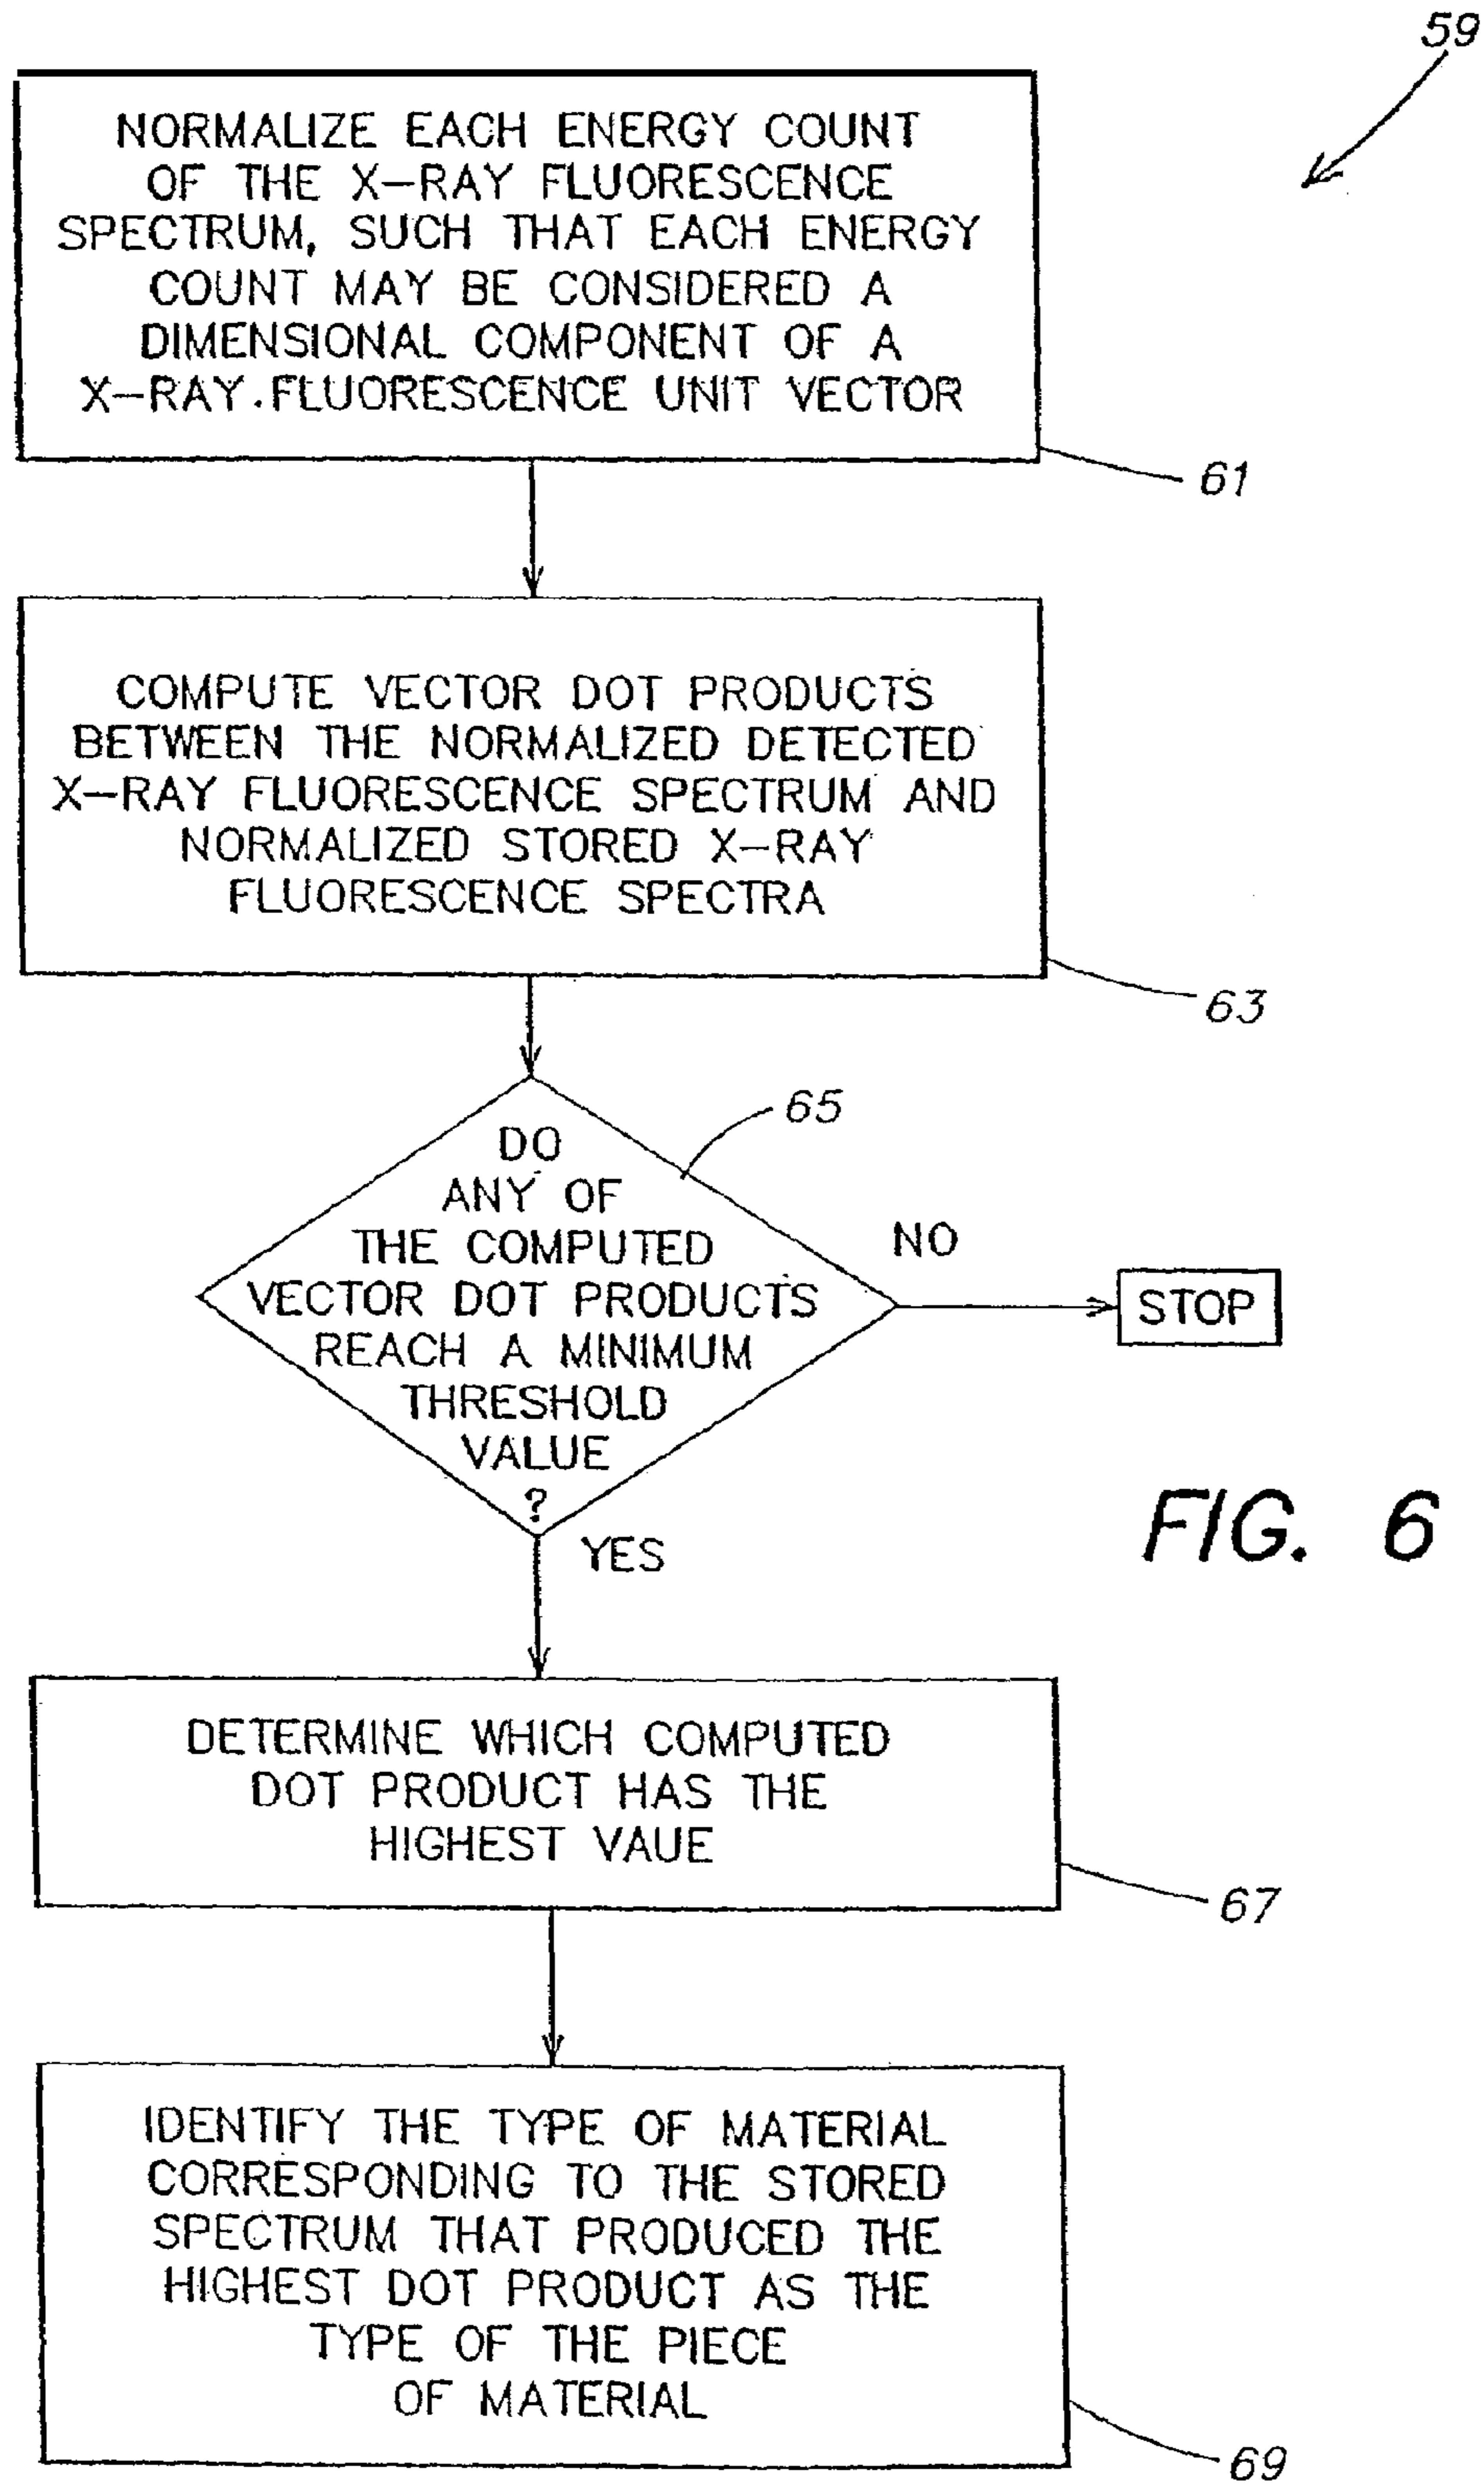 59
NORMALIZE EACH ENERGY COUNT
OF THE X-RAY FLUORESCENCE
SPECTRUM, SUCH THAT EACH ENERGY
COUNT MAY BE CONSIDERED A
DIMENSIONAL COMPONENT OF A
X-RAY.FLUORESCENCE UNIT VECTOR
61
COMPUTE VECTOR DOT PRODUCTS
BETWEEN THE NORMALIZED DETECTED
X-RAY FLUORESCENCE SPECTRUM AND
NORMALIZED STORED X-RAY
FLUORESCENCE SPECTRA
63
65
DO
ANY OF
THE COMPUTED
VECTOR DOT PRODUCTS
REACH A MINIMUM
THRESHOLD
VALUE
?
NO
STOP
YES
FIG. 6
DETERMINE WHICH COMPUTED
DOT PRODUCT HAS THE
HIGHEST VAUE
67
IDENTIFY THE TYPE OF MATERIAL
CORRESPONDING TO THE STORED
SPECTRUM THAT PRODUCED THE
HIGHEST DOT PRODUCT AS THE
TYPE OF THE PIECE
OF MATERIAL
69